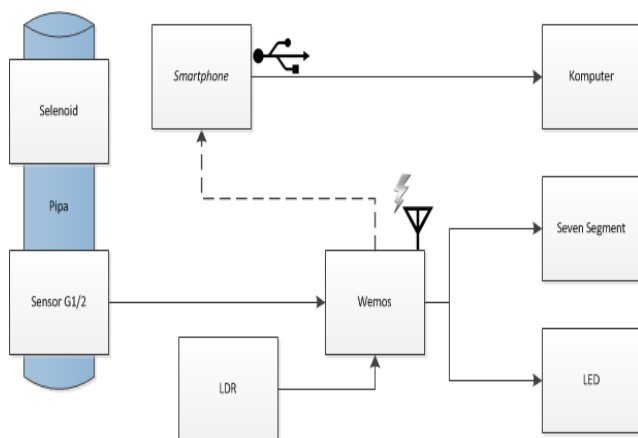 Selenoid
Smartphone
Komputer
Pipa
Seven Segment
Sensor G1/2
Wemos
LDR
LED